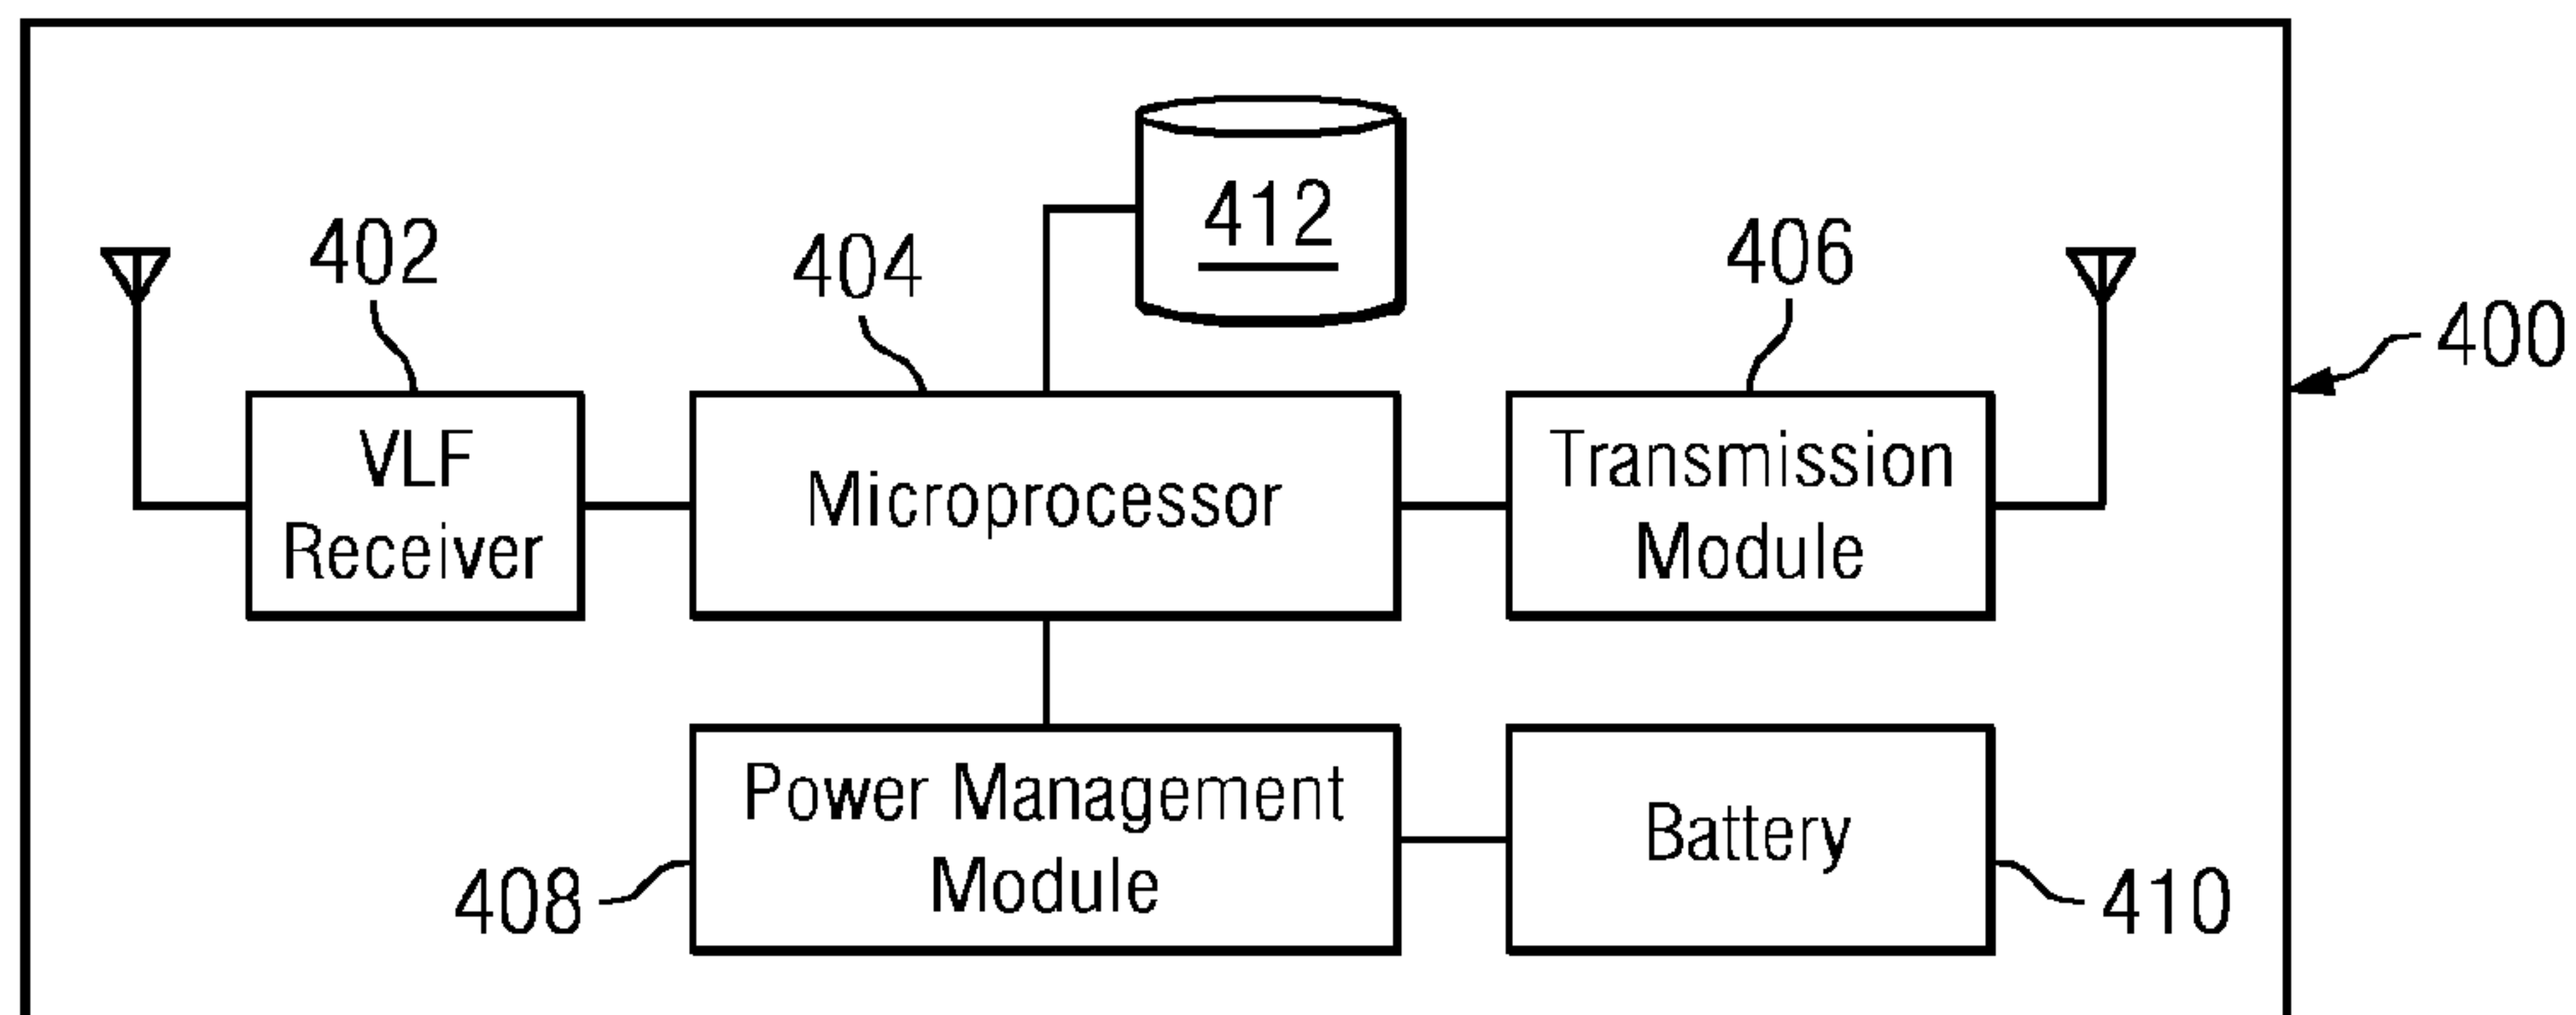 412
402
404
406
400
VLF
Receiver
Microprocessor
Transmission
Module
Power Management
Module
Battery
408
410